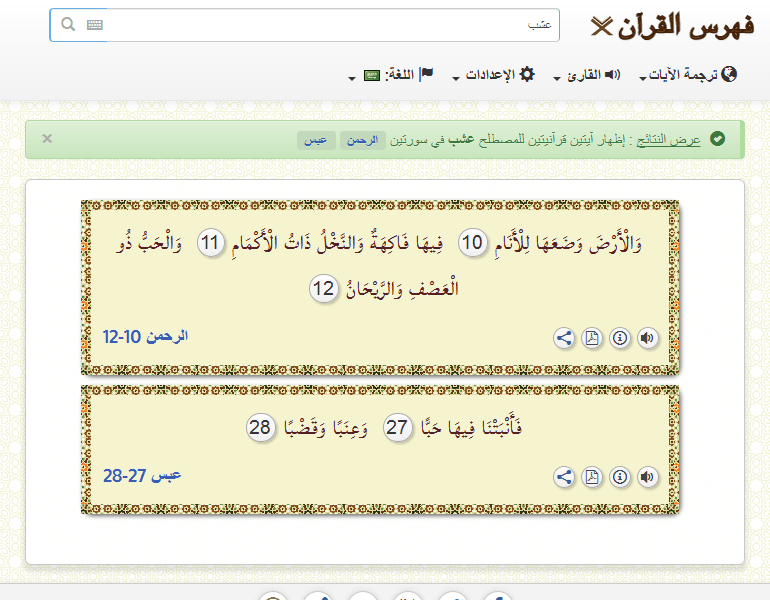 فهرس القرآن
عشب
ترجمة الآيات
القارئ
الإعدادات
اللغة:
عرض النتائج : إظهار آيتين قرآنيتين للمصطلح عشب في سورتين الرحمن عبس
وَالْأَرْضَ وَضَعَهَا لِلْأَنَامِ 10 فِيهَا فَاكِهَةٌ وَالنَّخْلُ ذَاتُ الْأَكْمَامِ 11 وَالْحَبُّ ذُو
الْعَصْفِ وَالرَّيْحَانُ 12
الرحمن 10-12
فَأَنْبَتْنَا فِيهَا حَبًّا 27 وَعِنَبًا وَقَضْبًا 28
عبس 27-28